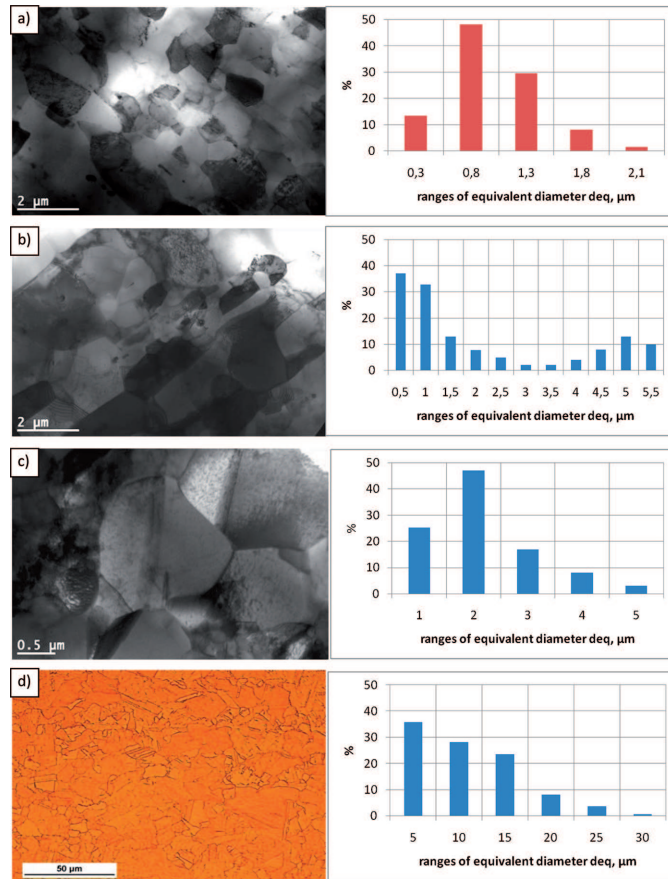 a)
2 µm
%
50
40
30
20
10
0
0,3 0,8 1,3 1,8 2,1
ranges of equivalent diameter deq, µm
b)
2 µm
%
50
40
30
20
10
0
0,5 1 1,5 2 2,5 3 3,5 4 4,5 5 5,5
ranges of equivalent diameter deq, µm
c)
0.5 µm
%
50
40
30
20
10
0
1 2 3 4 5
ranges of equivalent diameter deq, µm
d)
50 µm
%
50
40
30
20
10
0
5 10 15 20 25 30
ranges of equivalent diameter deq, µm